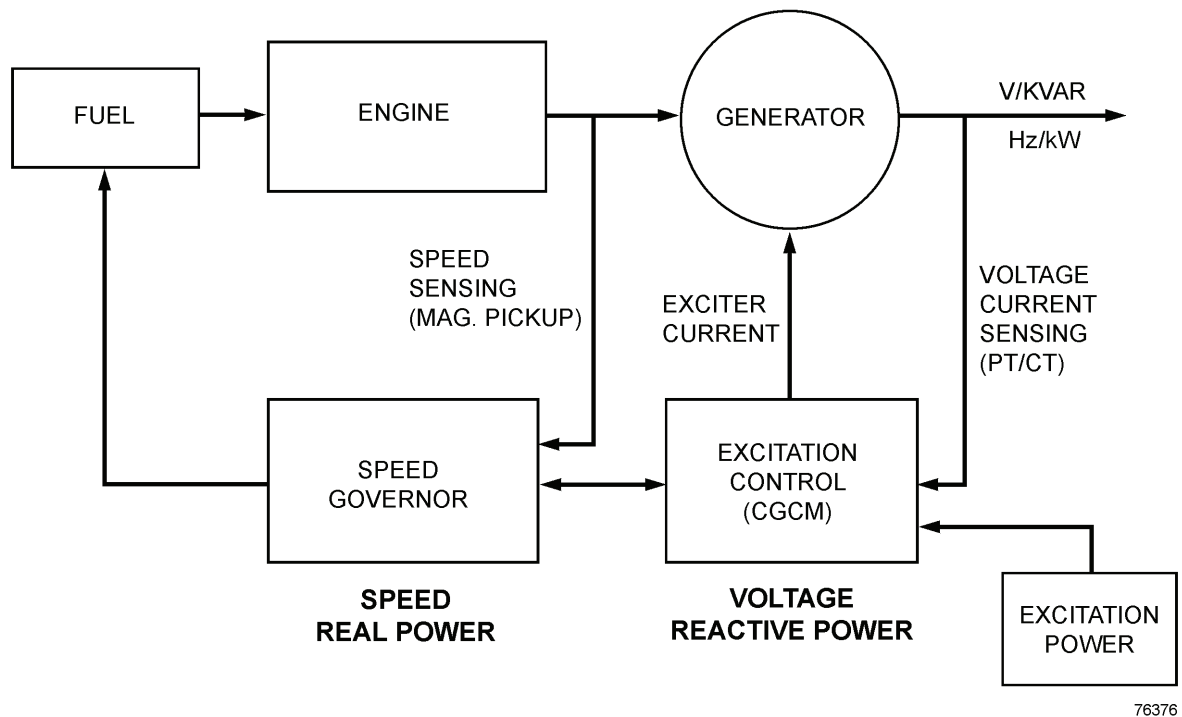 FUEL
ENGINE
GENERATOR
V/KVAR
Hz/kW
SPEED
SENSING
(MAG. PICKUP)
EXCITER
CURRENT
VOLTAGE
CURRENT
SENSING
(PT/CT)
SPEED
GOVERNOR
EXCITATION
CONTROL
(CGCM)
SPEED
REAL POWER
VOLTAGE
REACTIVE POWER
EXCITATION
POWER
76376